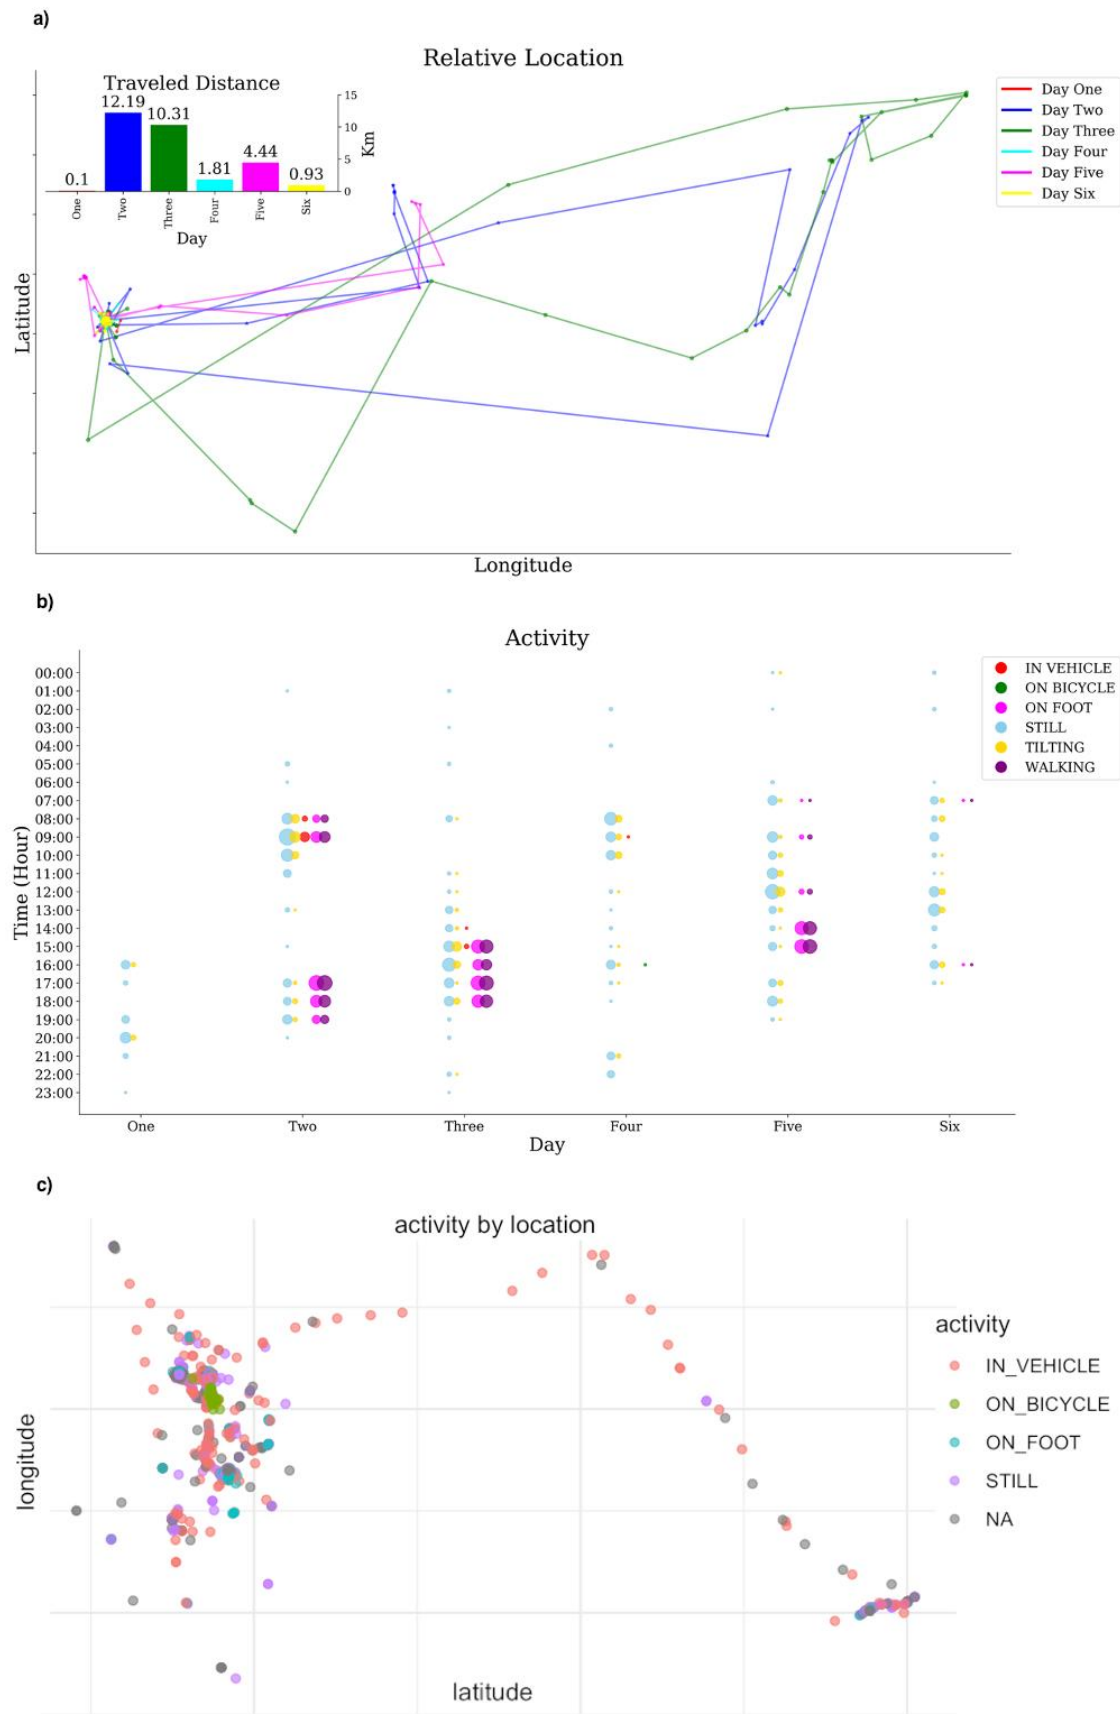 a)
Relative Location
Traveled Distance
12.19
10.31
0.1
1.81
4.44
0.93
15
10
5
0
Km
One
Two
Three
Four
Five
Six
Day
Day One
Day Two
Day Three
Day Four
Day Five
Day Six
Latitude
Longitude
b)
Activity
00:00
01:00
02:00
03:00
04:00
05:00
06:00
07:00
08:00
09:00
10:00
11:00
12:00
13:00
14:00
15:00
16:00
17:00
18:00
19:00
20:00
21:00
22:00
23:00
Time (Hour)
IN VEHICLE
ON BICYCLE
ON FOOT
STILL
TILTING
WALKING
One Two Three Four Five Six
Day
c)
activity by location
longitude
latitude
activity
IN_VEHICLE
ON_BICYCLE
ON_FOOT
STILL
NA